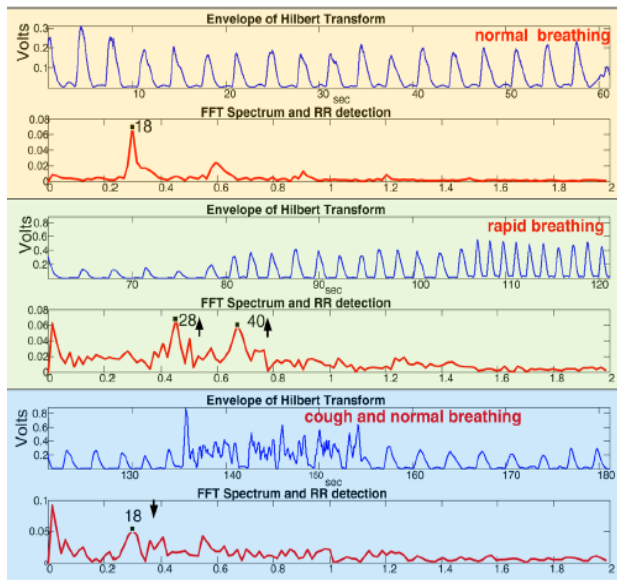 Envelope of Hilbert Transform
normal breathing
Volts
0.3
0.2
0.1
10 20 30 40 50 60
sec
FFT Spectrum and RR detection
18
0.08
0.06
0.04
0.02
0
0 0.2 0.4 0.6 0.8 1 1.2 1.4 1.6 1.8 2
Envelope of Hilbert Transform
rapid breathing
Volts
0.8
0.6
0.4
0.2
70 80 90 100 110 120
sec
FFT Spectrum and RR detection
28 40
0.08
0.06
0.04
0.02
0
0 0.2 0.4 0.6 0.8 1 1.2 1.4 1.6 1.8 2
Envelope of Hilbert Transform
cough and normal breathing
Volts
0.8
0.6
0.4
0.2
130 140 150 160 170 180
sec
FFT Spectrum and RR detection
18
0.1
0.05
0
0 0.2 0.4 0.6 0.8 1 1.2 1.4 1.6 1.8 2